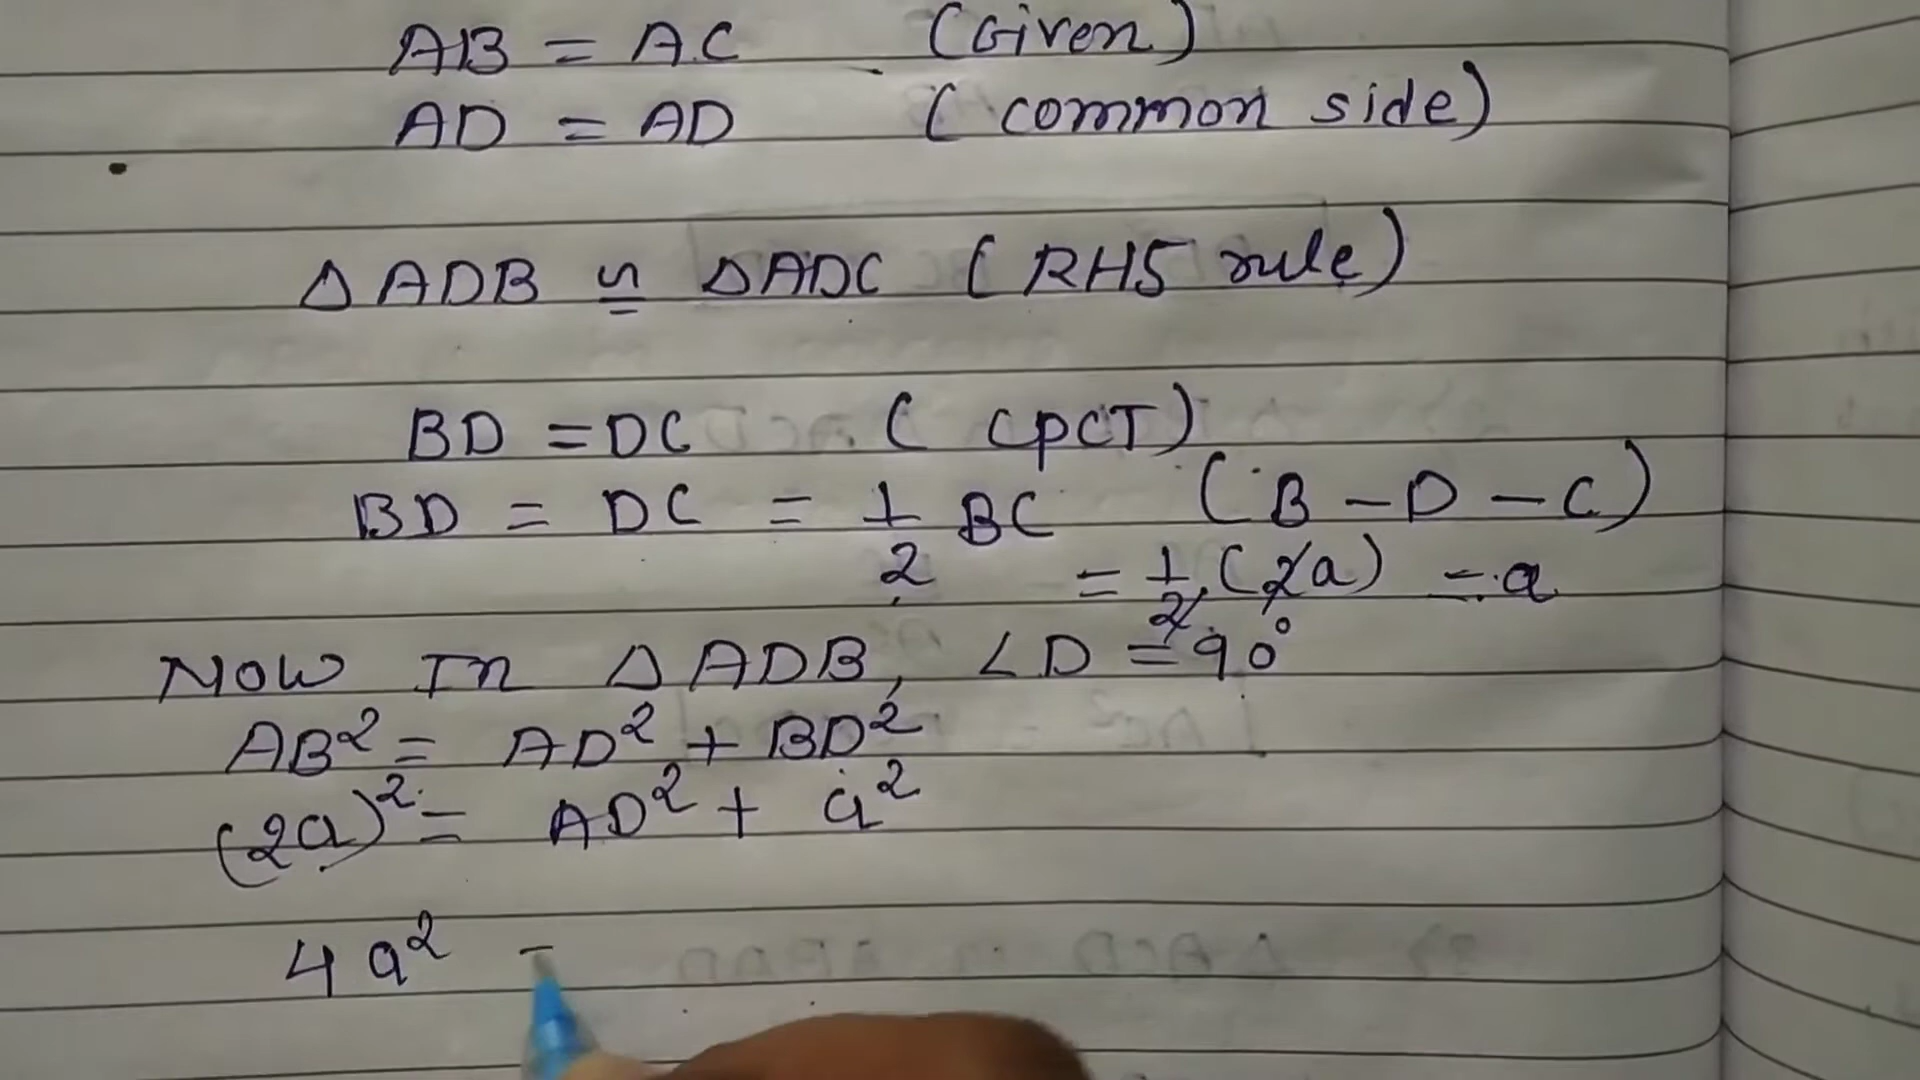 AB = AC (Given)
AD = AD (common side)
△ADB ≅ △ADC (RHS rule)
BD = DC (CPCT)
BD = DC = 1/2 BC (B - D - C)
= 1/2 (2a) = a
Now In △ADB, ∠D = 90°
AB² = AD² + BD²
(2a)² = AD² + a²
4a² -